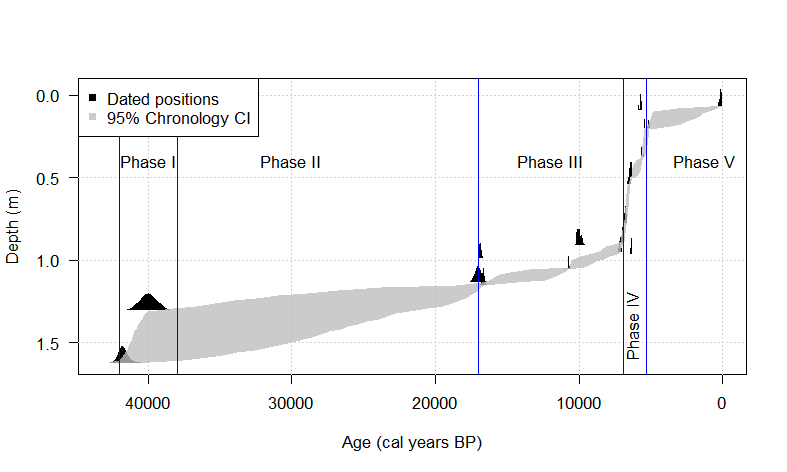 0.0
0.5
1.0
1.5
Depth (m)
Dated positions
95% Chronology CI
Phase I
Phase II
Phase III
Phase IV
Phase V
40000
30000
20000
10000
0
Age (cal years BP)